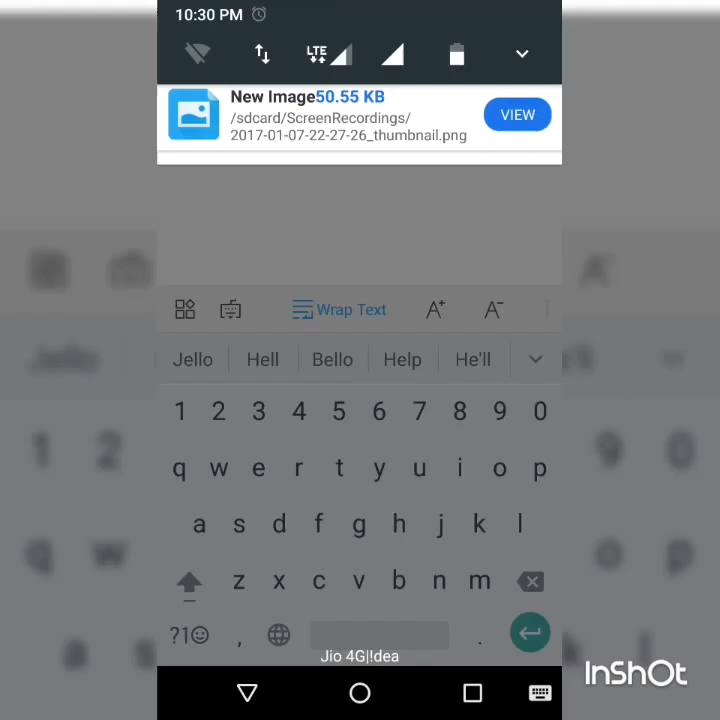 10:30 PM
LTE
New Image50.55 KB
/sdcard/ScreenRecordings/
2017-01-07-22-27-26_thumbnail.png
VIEW
Wrap Text A+ A-
Jello Hell Bello Help He'll
1 2 3 4 5 6 7 8 9 0
q w e r t y u i o p
a s d f g h j k l
z x c v b n m
?1☺ , .
Jio 4G|!dea
InShOt